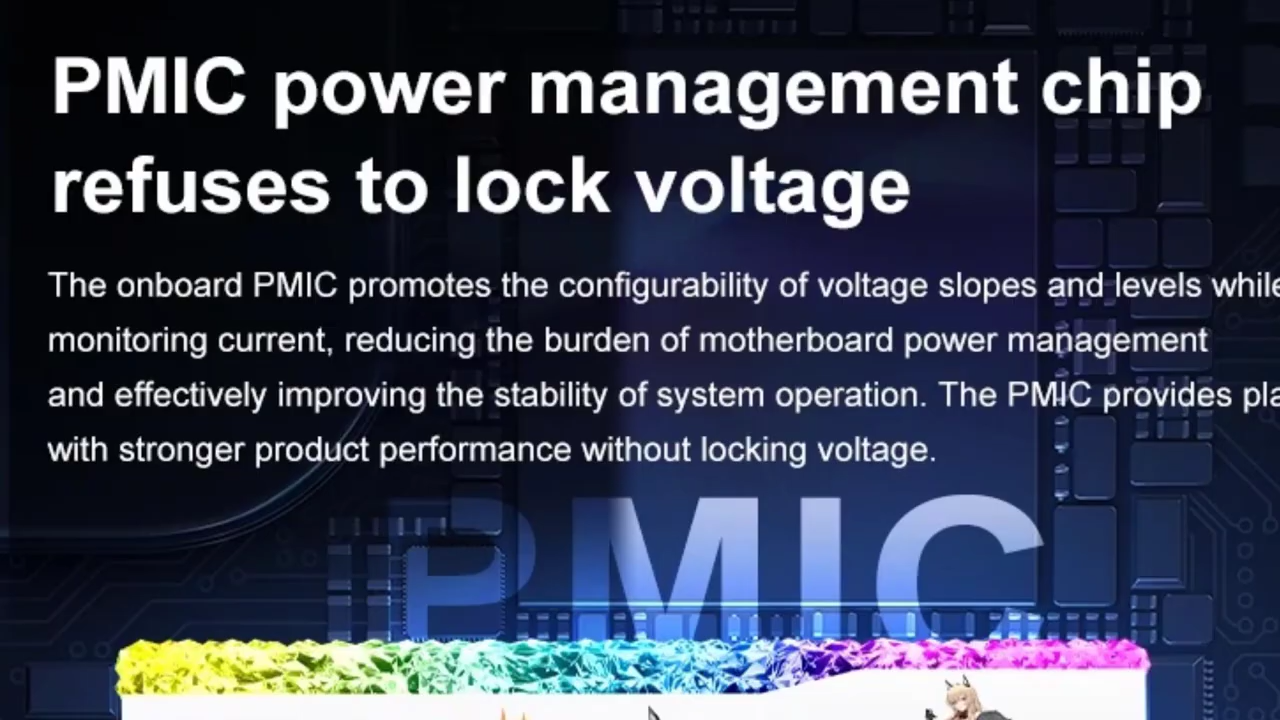 PMIC power management chip
refuses to lock voltage
The onboard PMIC promotes the configurability of voltage slopes and levels while
monitoring current, reducing the burden of motherboard power management
and effectively improving the stability of system operation. The PMIC provides
with stronger product performance without locking voltage.
PMIC